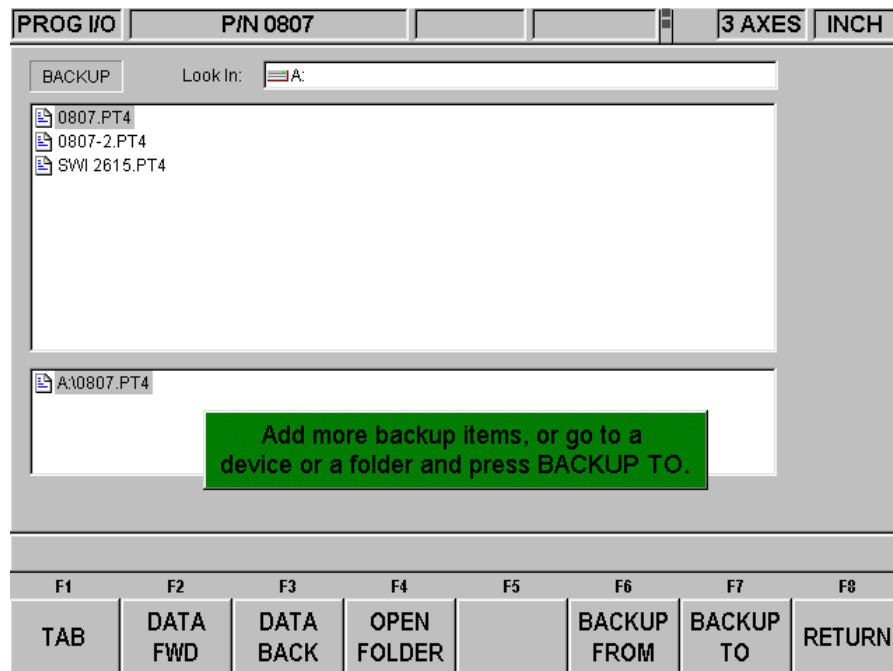 PROG I/O P/N 0807 3 AXES INCH
BACKUP Look In: A:
0807.PT4
0807-2.PT4
SWI 2615.PT4
A:\0807.PT4
Add more backup items, or go to a
device or a folder and press BACKUP TO.
F1 F2 F3 F4 F5 F6 F7 F8
TAB DATA FWD DATA BACK OPEN FOLDER BACKUP FROM BACKUP TO RETURN